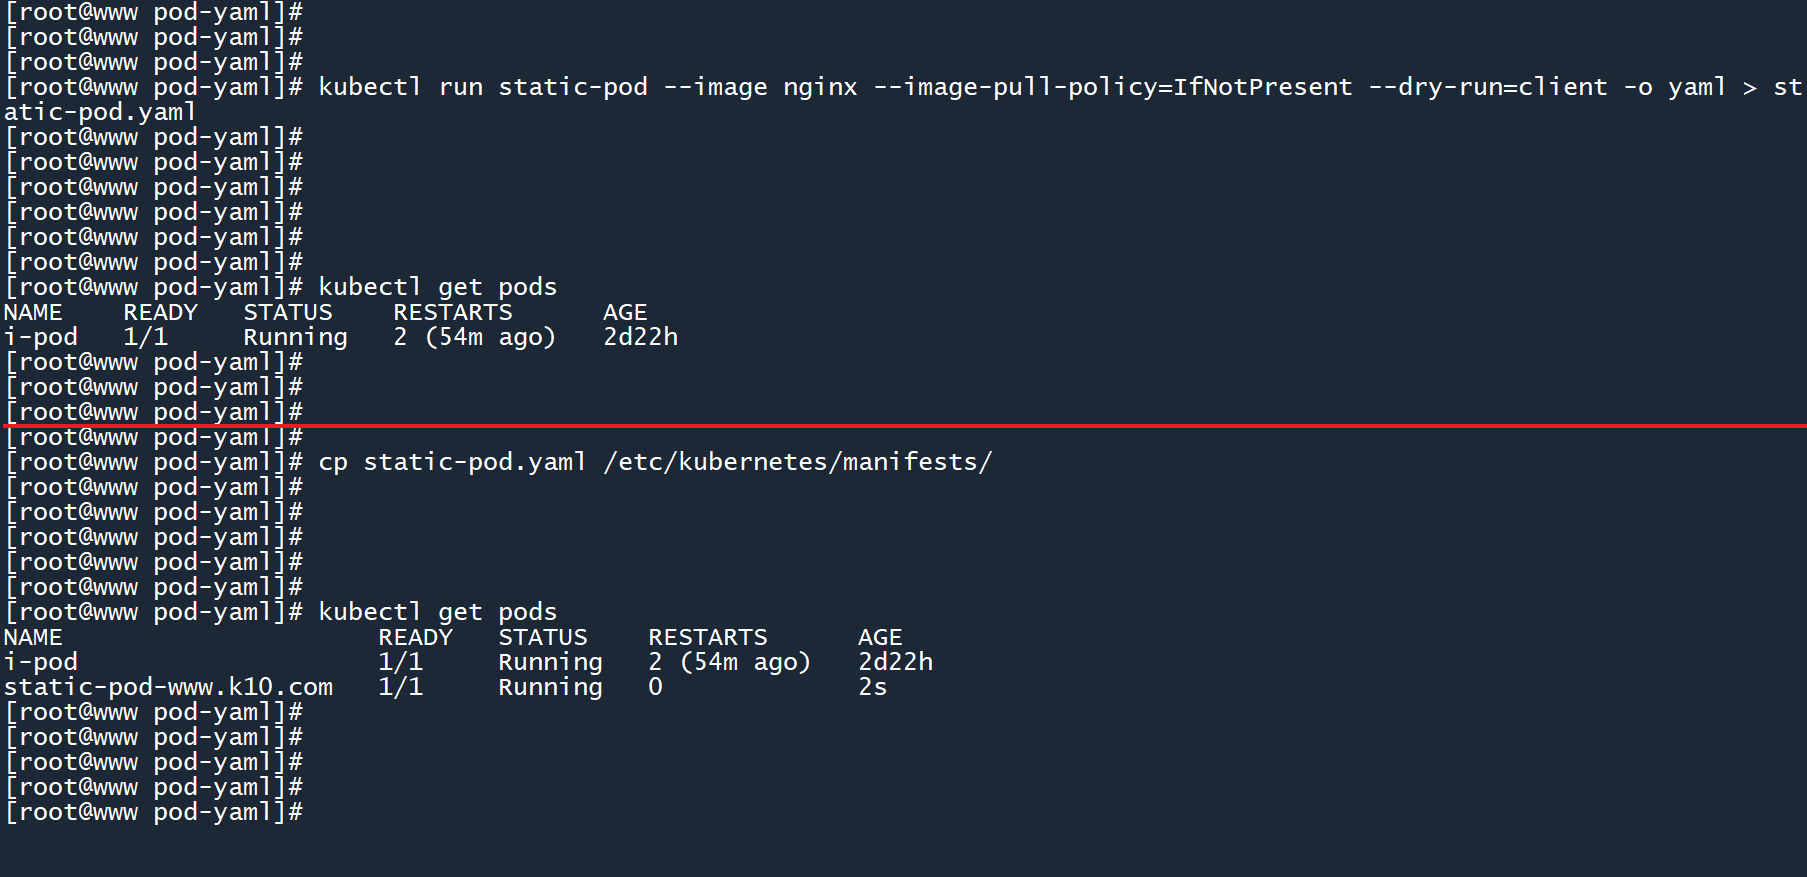 [root@www pod-yaml]#
[root@www pod-yaml]#
[root@www pod-yaml]#
[root@www pod-yaml]# kubectl run static-pod --image nginx --image-pull-policy=IfNotPresent --dry-run=client -o yaml > st
atic-pod.yaml
[root@www pod-yaml]#
[root@www pod-yaml]#
[root@www pod-yaml]#
[root@www pod-yaml]#
[root@www pod-yaml]#
[root@www pod-yaml]#
[root@www pod-yaml]# kubectl get pods
NAME    READY   STATUS    RESTARTS      AGE
i-pod   1/1     Running   2 (54m ago)   2d22h
[root@www pod-yaml]#
[root@www pod-yaml]#
[root@www pod-yaml]#
[root@www pod-yaml]#
[root@www pod-yaml]# cp static-pod.yaml /etc/kubernetes/manifests/
[root@www pod-yaml]#
[root@www pod-yaml]#
[root@www pod-yaml]#
[root@www pod-yaml]#
[root@www pod-yaml]#
[root@www pod-yaml]# kubectl get pods
NAME                     READY   STATUS    RESTARTS      AGE
i-pod                    1/1     Running   2 (54m ago)   2d22h
static-pod-www.k10.com   1/1     Running   0             2s
[root@www pod-yaml]#
[root@www pod-yaml]#
[root@www pod-yaml]#
[root@www pod-yaml]#
[root@www pod-yaml]#